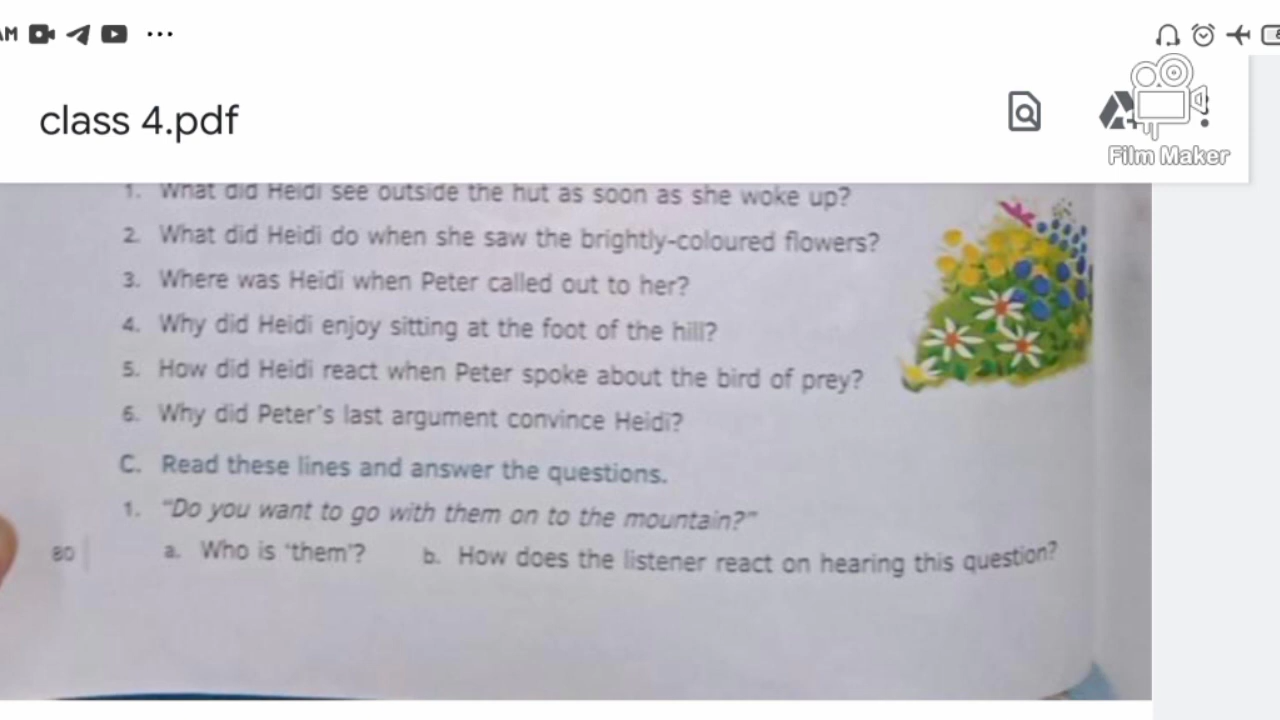 AM
class 4.pdf
Film Maker
1. What did Heidi see outside the hut as soon as she woke up?
2. What did Heidi do when she saw the brightly-coloured flowers?
3. Where was Heidi when Peter called out to her?
4. Why did Heidi enjoy sitting at the foot of the hill?
5. How did Heidi react when Peter spoke about the bird of prey?
6. Why did Peter's last argument convince Heidi?
C. Read these lines and answer the questions.
1. "Do you want to go with them on to the mountain?"
a. Who is 'them'? b. How does the listener react on hearing this question?
80